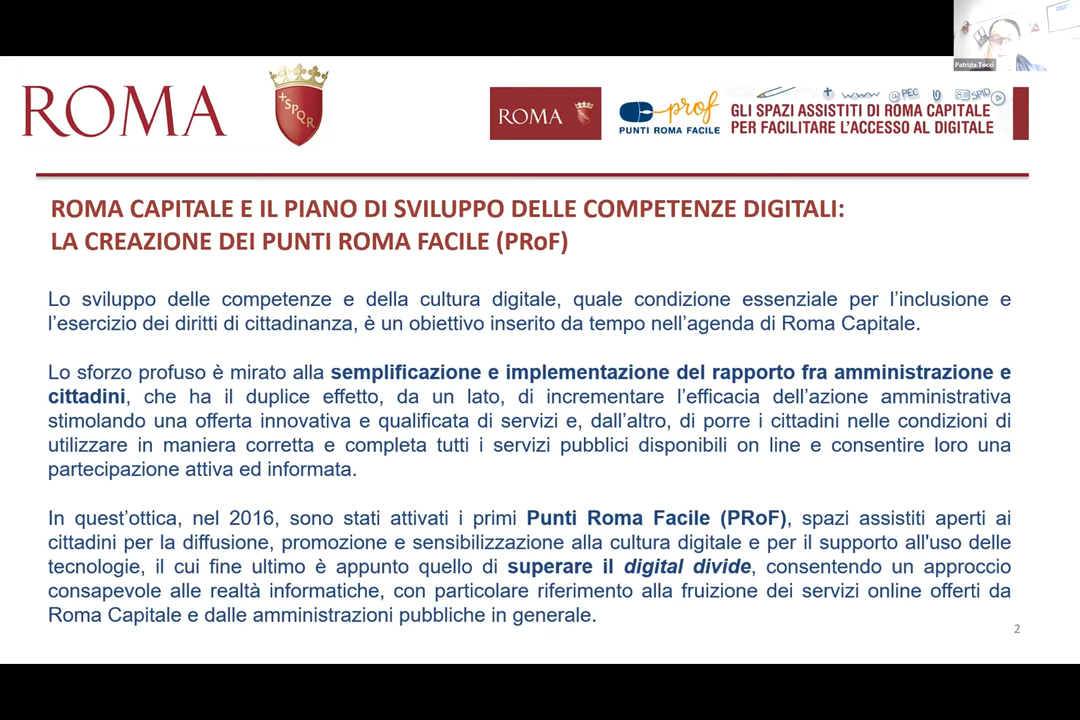 Patrizia Tocci
ROMA
SPQR
ROMA
prof
PUNTI ROMA FACILE
www @PEC SPID
GLI SPAZI ASSISTITI DI ROMA CAPITALE
PER FACILITARE L'ACCESSO AL DIGITALE
ROMA CAPITALE E IL PIANO DI SVILUPPO DELLE COMPETENZE DIGITALI:
LA CREAZIONE DEI PUNTI ROMA FACILE (PRoF)
Lo sviluppo delle competenze e della cultura digitale, quale condizione essenziale per l'inclusione e
l'esercizio dei diritti di cittadinanza, è un obiettivo inserito da tempo nell'agenda di Roma Capitale.
Lo sforzo profuso è mirato alla semplificazione e implementazione del rapporto fra amministrazione e
cittadini, che ha il duplice effetto, da un lato, di incrementare l'efficacia dell'azione amministrativa
stimolando una offerta innovativa e qualificata di servizi e, dall'altro, di porre i cittadini nelle condizioni di
utilizzare in maniera corretta e completa tutti i servizi pubblici disponibili on line e consentire loro una
partecipazione attiva ed informata.
In quest'ottica, nel 2016, sono stati attivati i primi Punti Roma Facile (PRoF), spazi assistiti aperti ai
cittadini per la diffusione, promozione e sensibilizzazione alla cultura digitale e per il supporto all'uso delle
tecnologie, il cui fine ultimo è appunto quello di superare il digital divide, consentendo un approccio
consapevole alle realtà informatiche, con particolare riferimento alla fruizione dei servizi online offerti da
Roma Capitale e dalle amministrazioni pubbliche in generale.
2